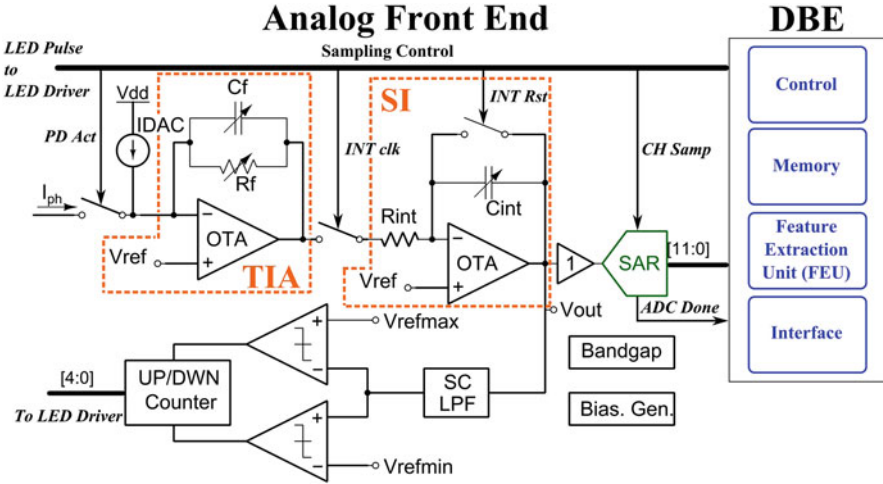 Analog Front End
DBE
LED Pulse
to
LED Driver
Sampling Control
Vdd
IDAC
PD Act
Cf
Rf
INT clk
SI
INT Rst
CH Samp
Control
Memory
Iph
OTA
Vref
TIA
Rint
Cint
OTA
Vref
1
SAR
[11:0]
Feature
Extraction
Unit (FEU)
ADC Done
Interface
Vout
Vrefmax
Bandgap
[4:0]
UP/DWN
Counter
To LED Driver
SC
LPF
Bias. Gen.
Vrefmin